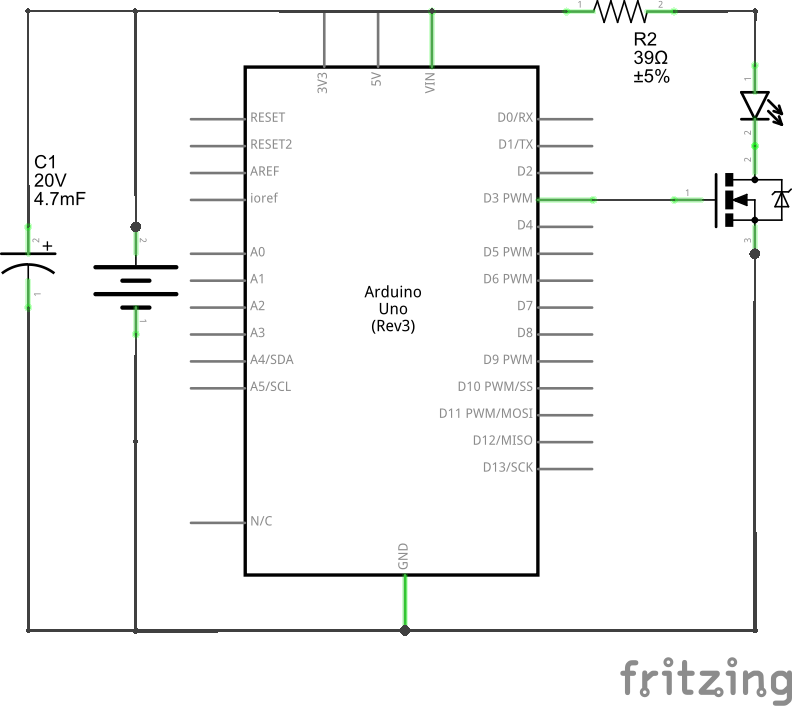 1
2
R2
39Ω
±5%
3V3
5V
VIN
1
2
RESET
D0/RX
RESET2
D1/TX
C1
20V
4.7mF
AREF
D2
2
ioref
D3 PWM
1
D4
2
+
2
3
A0
D5 PWM
A1
D6 PWM
1
Arduino
Uno
(Rev3)
A2
D7
1
A3
D8
A4/SDA
D9 PWM
A5/SCL
D10 PWM/SS
D11 PWM/MOSI
D12/MISO
D13/SCK
N/C
GND
fritzing